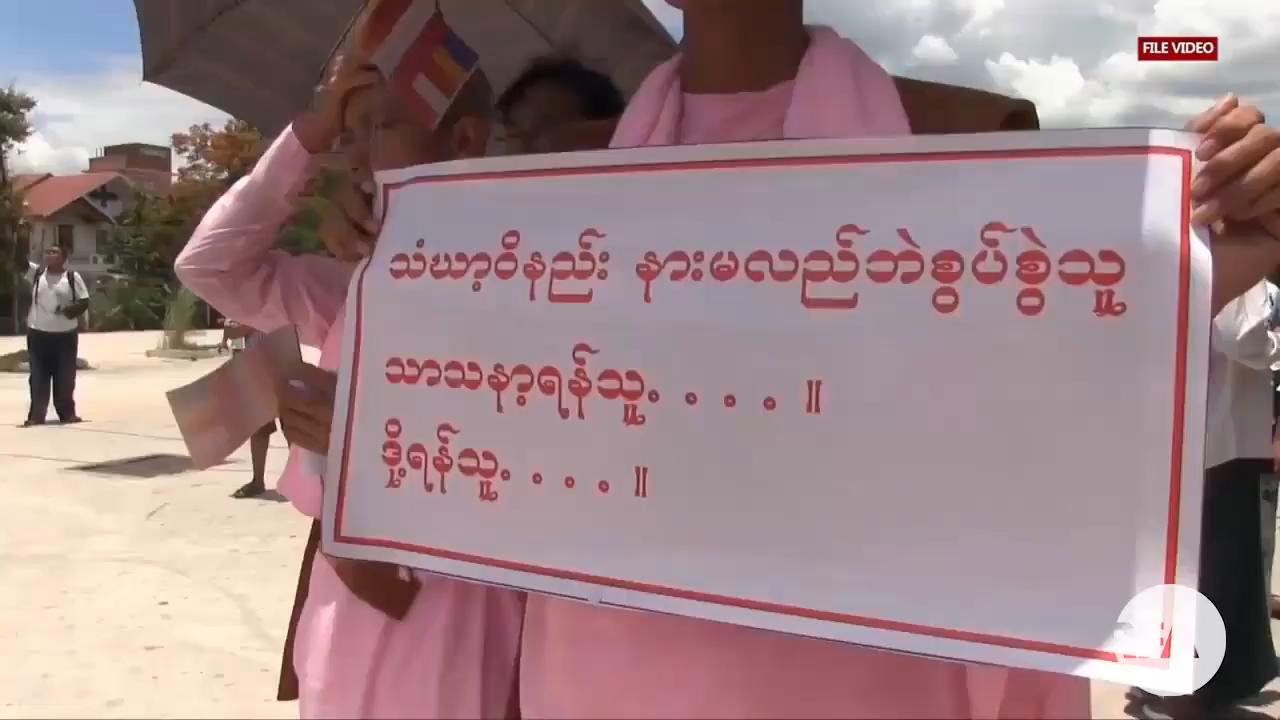 FILE VIDEO
သံဃာ့ဝိနည်း နားမလည်ဘဲစွပ်စွဲသူ
သာသနာ့ရန်သူ. . . . ။
ဒို့ရန်သူ. . . . ။